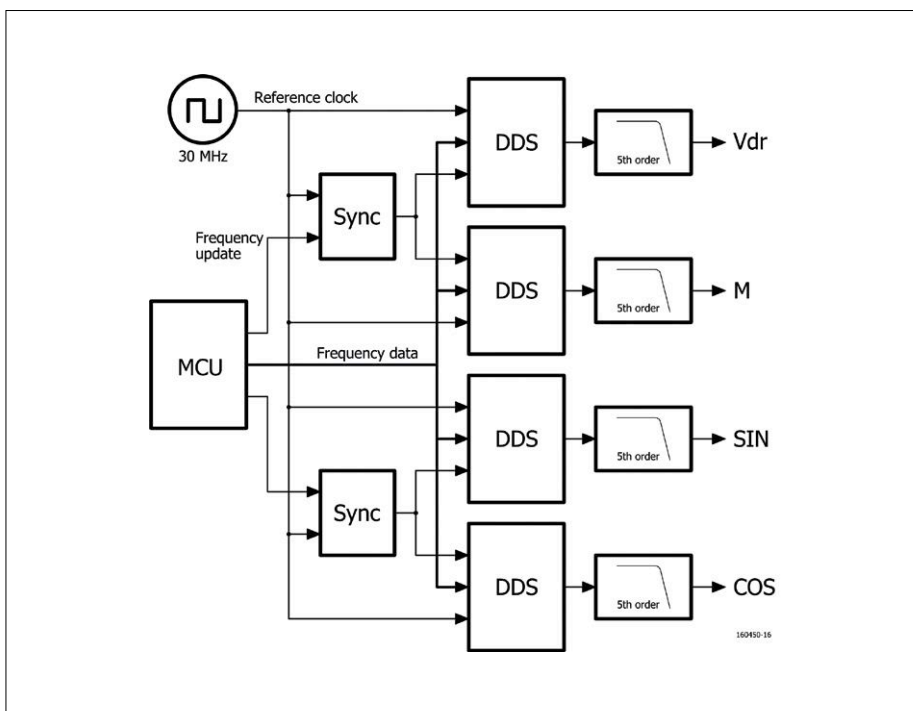 Reference clock
30 MHz
DDS
5th order
Vdr
Sync
Frequency
update
DDS
5th order
M
MCU
Frequency data
DDS
5th order
SIN
Sync
DDS
5th order
COS
160450-16